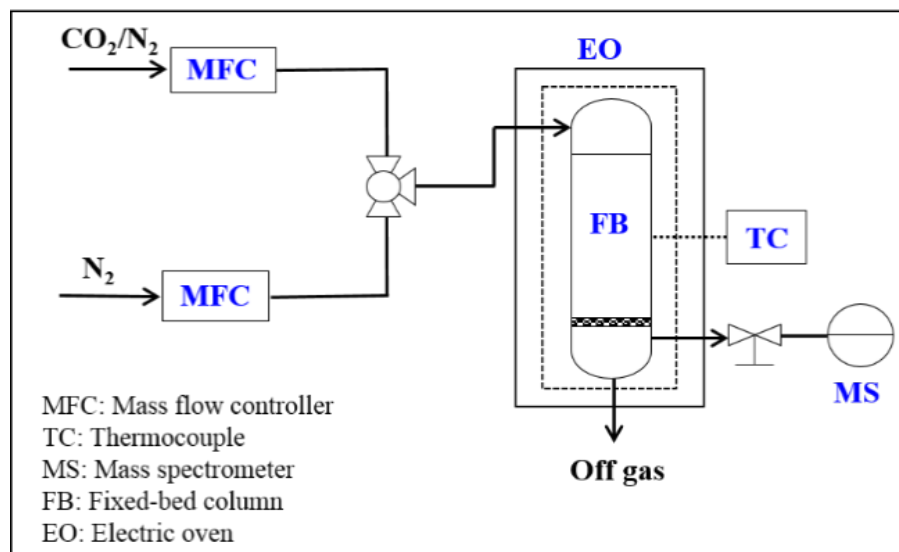 CO₂/N₂
MFC
EO
FB
TC
N₂
MFC
MS
Off gas
MFC: Mass flow controller
TC: Thermocouple
MS: Mass spectrometer
FB: Fixed-bed column
EO: Electric oven